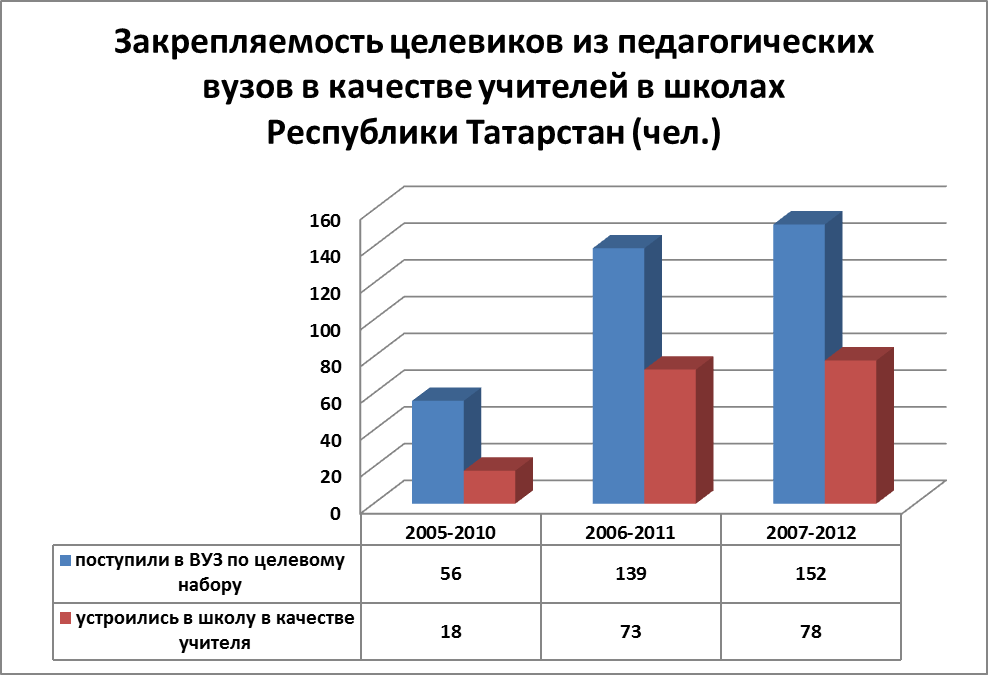 Закрепляемость целевиков из педагогических
вузов в качестве учителей в школах
Республики Татарстан (чел.)
160
140
120
100
80
60
40
20
0
2005-2010 2006-2011 2007-2012
поступили в ВУЗ по целевому
набору
56 139 152
устроились в школу в качестве
учителя
18 73 78